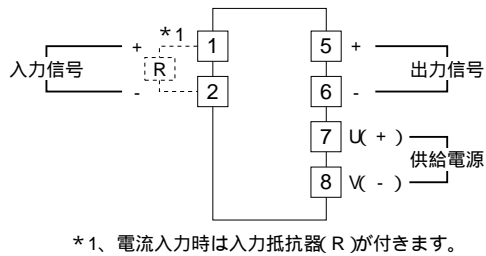 *1
+ 1 5 +
入力信号 R 出力信号
- 2 6 -
7 U( + )
供給電源
8 V( - )
*1、電流入力時は入力抵抗器( R )が付きます。